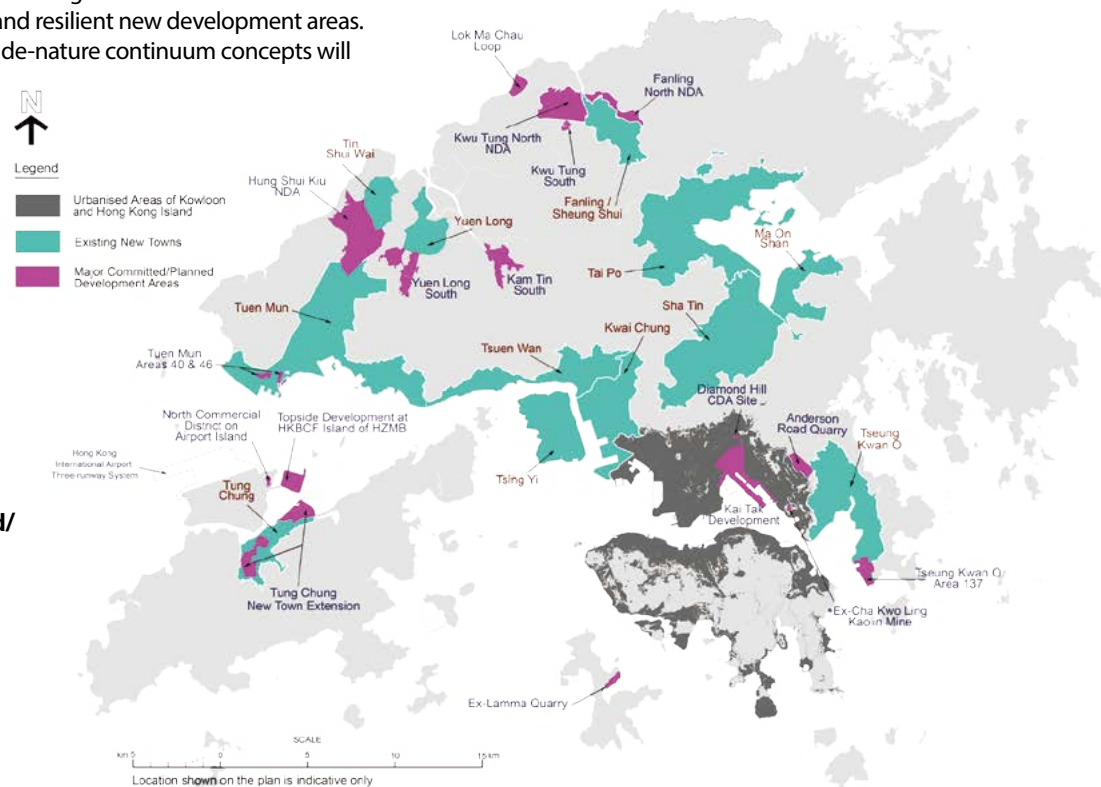 and resilient new development areas.
de-nature continuum concepts will
N
Legend
Urbanised Areas of Kowloon
and Hong Kong Island
Existing New Towns
Major Committed/Planned
Development Areas
Lok Ma Chau
Loop
Fanling
North NDA
Kwu Tung North
NDA
Kwu Tung
South
Fanling /
Sheung Shui
Tin
Shui Wai
Hung Shui Kiu
NDA
Yuen Long
Yuen Long
South
Kam Tin
South
Ma On
Shan
Tai Po
Sha Tin
Tuen Mun
Kwai Chung
Tsuen Wan
Tuen Mun
Areas 40 & 46
Diamond Hill
CDA Site
North Commercial
District on
Airport Island
Topside Development at
HKBCF Island of HZMB
Anderson
Road Quarry
Tseung
Kwan O
Hong Kong
International Airport
Three-runway System
Tung
Chung
Tsing Yi
Kai Tak
Development
d/
Tseung Kwan O
Area 137
Tung Chung
New Town Extension
Ex-Cha Kwo Ling
Kaolin Mine
Ex-Lamma Quarry
SCALE
km 5 0 5 10 15 km
Location shown on the plan is indicative only